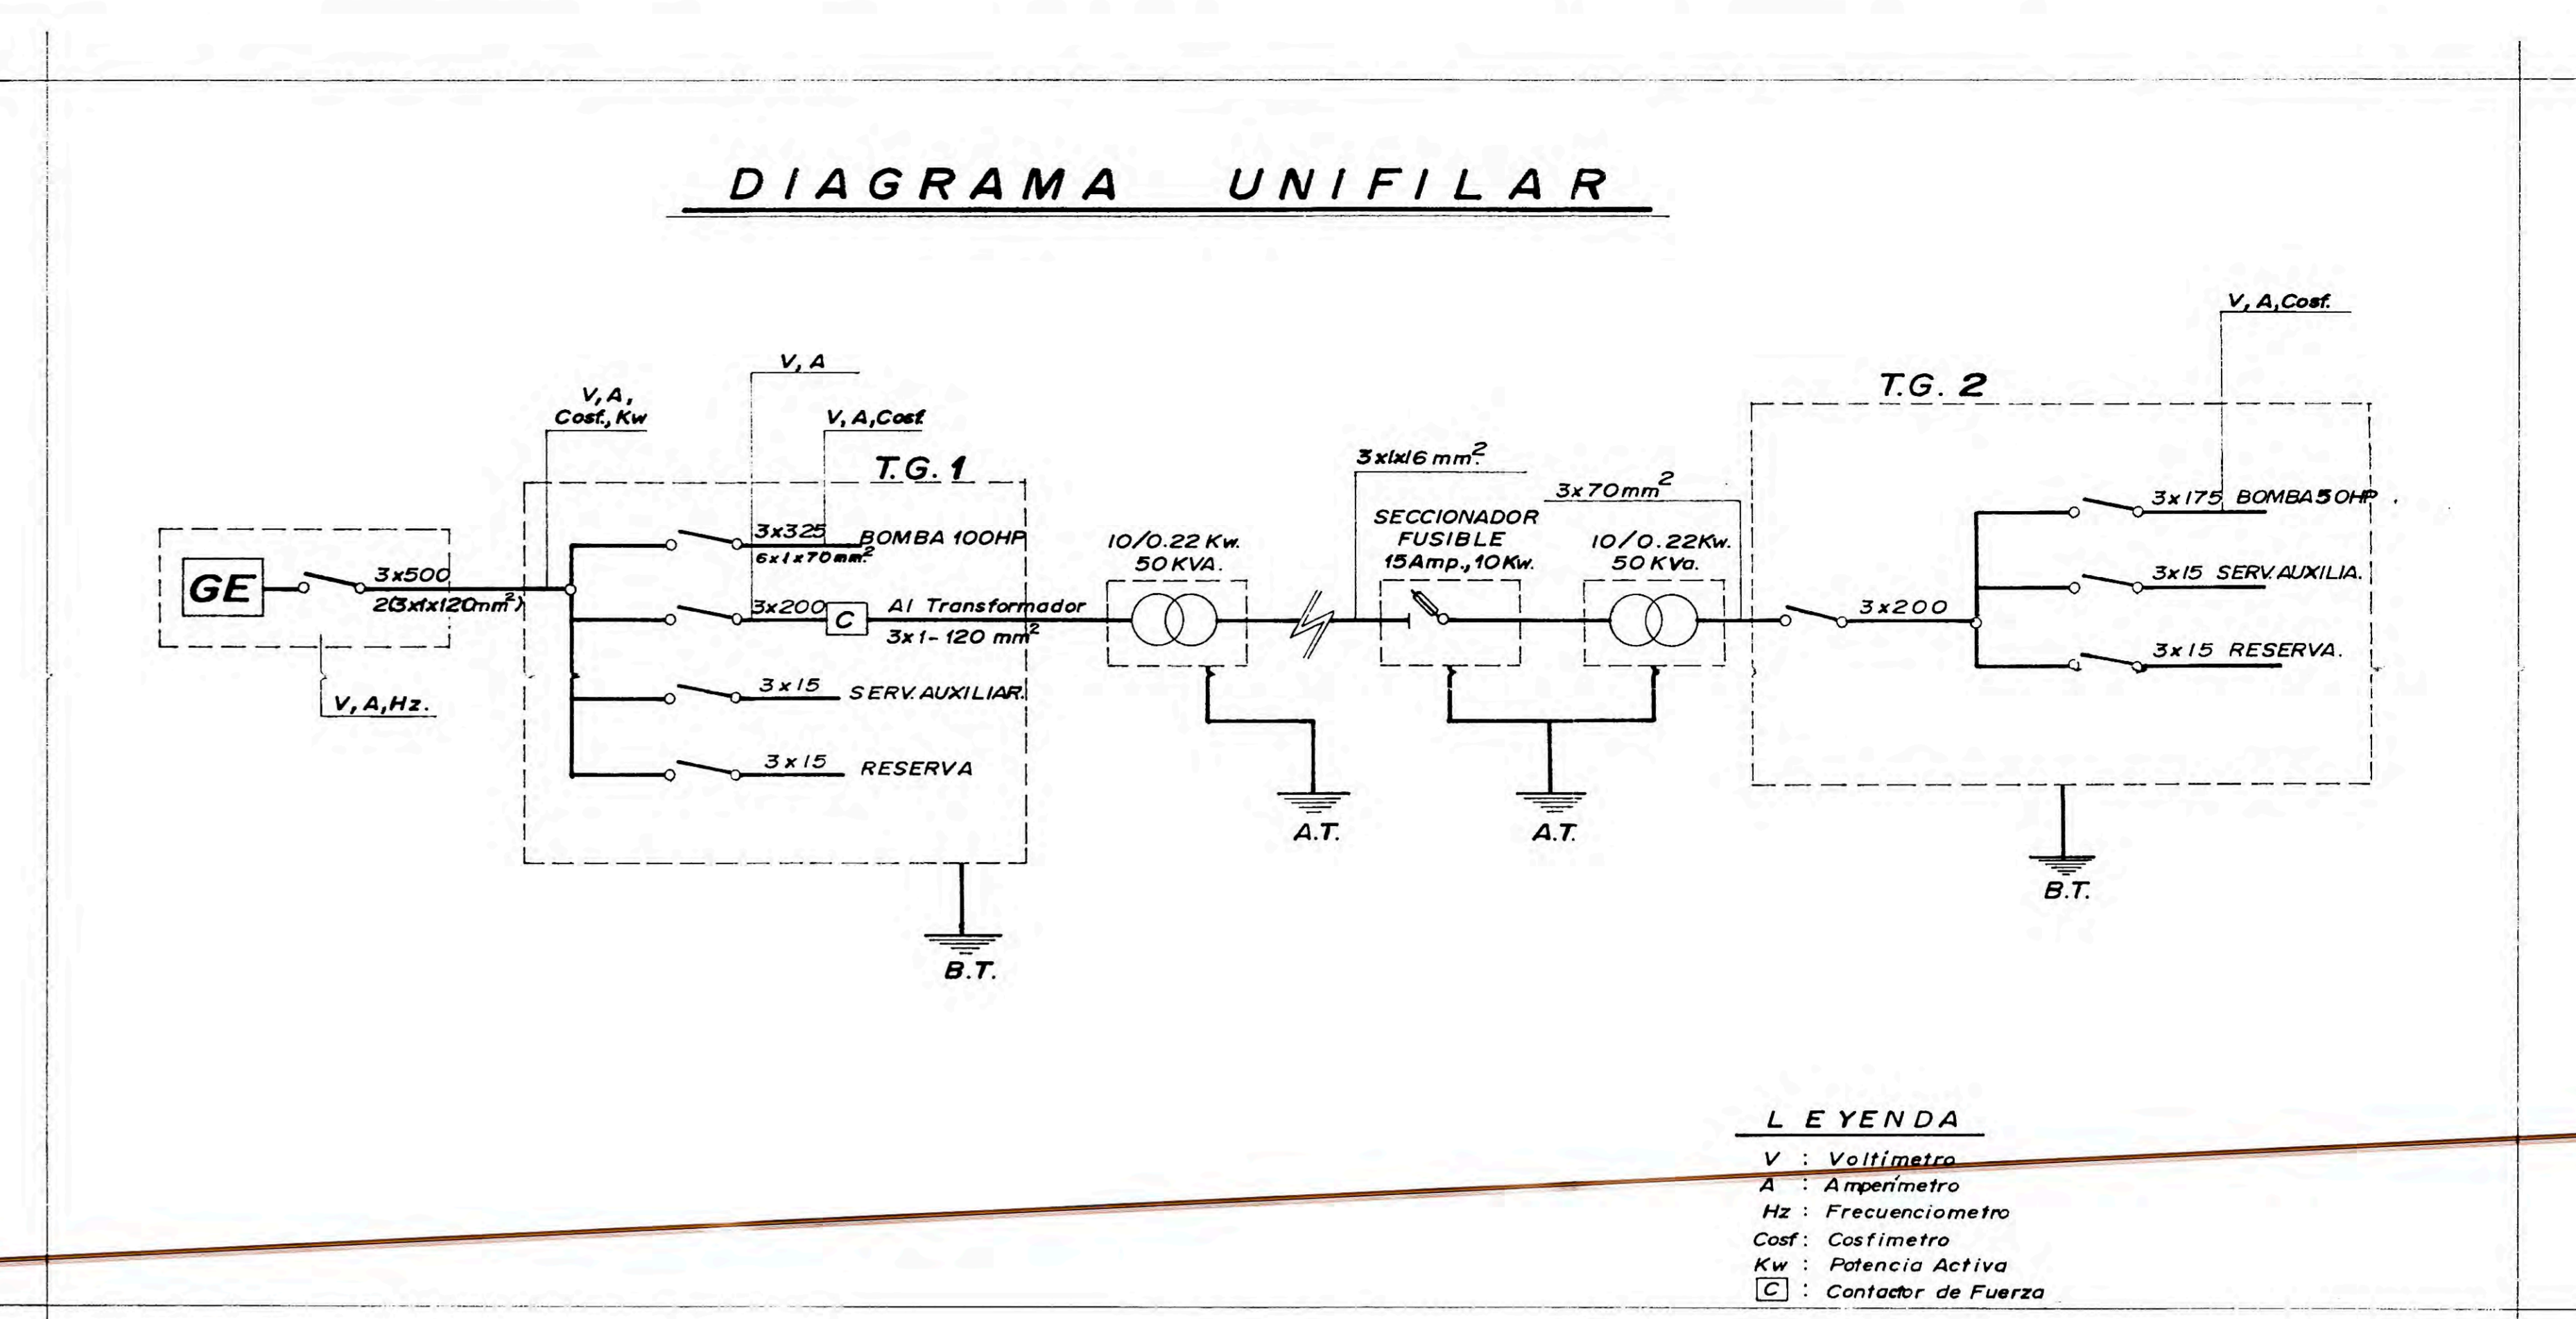 DIAGRAMA UNIFILAR
V, A, Cosf.
T.G. 2
V, A
V, A,
Cosf., Kw
V, A, Cosf.
T.G. 1
3x1x16 mm².
3x70mm²
GE
3x500
2(3x1x120mm²)
V, A, Hz.
3x325 BOMBA 100HP
6x1x70mm²
3x200 C Al Transformador
3x1-120 mm²
3x15 SERV. AUXILIAR.
3x15 RESERVA
B.T.
10/0.22 Kw.
50 KVA.
A.T.
SECCIONADOR
FUSIBLE
15Amp., 10Kw.
10/0.22Kw.
50 KVa.
A.T.
3x200
3x175 BOMBA 50HP
3x15 SERV. AUXILIA.
3x15 RESERVA.
B.T.
LEYENDA
V : Voltímetro
A : Amperímetro
Hz : Frecuenciometro
Cosf : Cosfimetro
Kw : Potencia Activa
C : Contactor de Fuerza